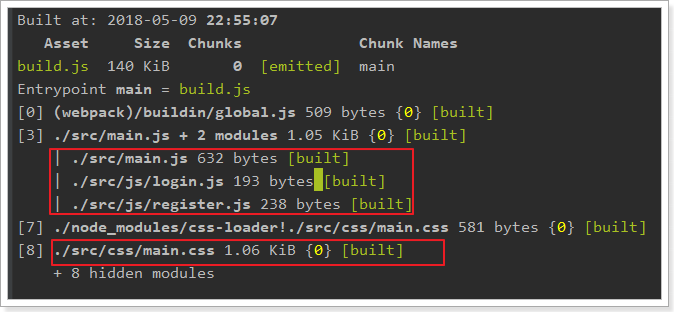 Built at: 2018-05-09 22:55:07
Asset Size Chunks Chunk Names
build.js 140 KiB 0 [emitted] main
Entrypoint main = build.js
[0] (webpack)/buildin/global.js 509 bytes {0} [built]
[3] ./src/main.js + 2 modules 1.05 KiB {0} [built]
| ./src/main.js 632 bytes [built]
| ./src/js/login.js 193 bytes [built]
| ./src/js/register.js 238 bytes [built]
[7] ./node_modules/css-loader!./src/css/main.css 581 bytes {0} [built]
[8] ./src/css/main.css 1.06 KiB {0} [built]
+ 8 hidden modules